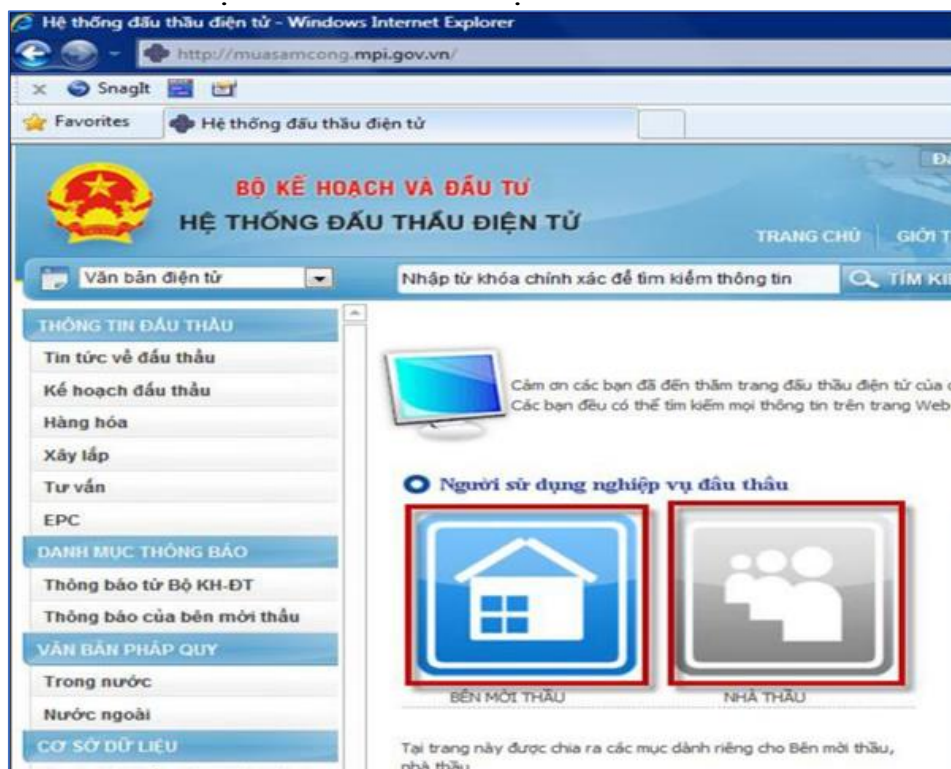 Hệ thống đấu thầu điện tử - Windows Internet Explorer
http://muasamcong.mpi.gov.vn/
x SnagIt
Favorites Hệ thống đấu thầu điện tử
BỘ KẾ HOẠCH VÀ ĐẦU TƯ
HỆ THỐNG ĐẤU THẦU ĐIỆN TỬ
TRANG CHỦ GIỚI T
Văn bản điện tử Nhập từ khóa chính xác để tìm kiếm thông tin TÌM KI
THÔNG TIN ĐẤU THẦU
Tin tức về đấu thầu
Kế hoạch đấu thầu
Hàng hóa
Xây lắp
Tư vấn
EPC
DANH MỤC THÔNG BÁO
Thông báo từ Bộ KH-ĐT
Thông báo của bên mời thầu
VĂN BẢN PHÁP QUY
Trong nước
Nước ngoài
CƠ SỞ DỮ LIỆU
Cảm ơn các bạn đã đến thăm trang đấu thầu điện tử của
Các bạn đều có thể tìm kiếm mọi thông tin trên trang Web
Người sử dụng nghiệp vụ đấu thầu
BÊN MỜI THẦU NHÀ THẦU
Tại trang này được chia ra các mục dành riêng cho Bên mời thầu,
nhà thầu